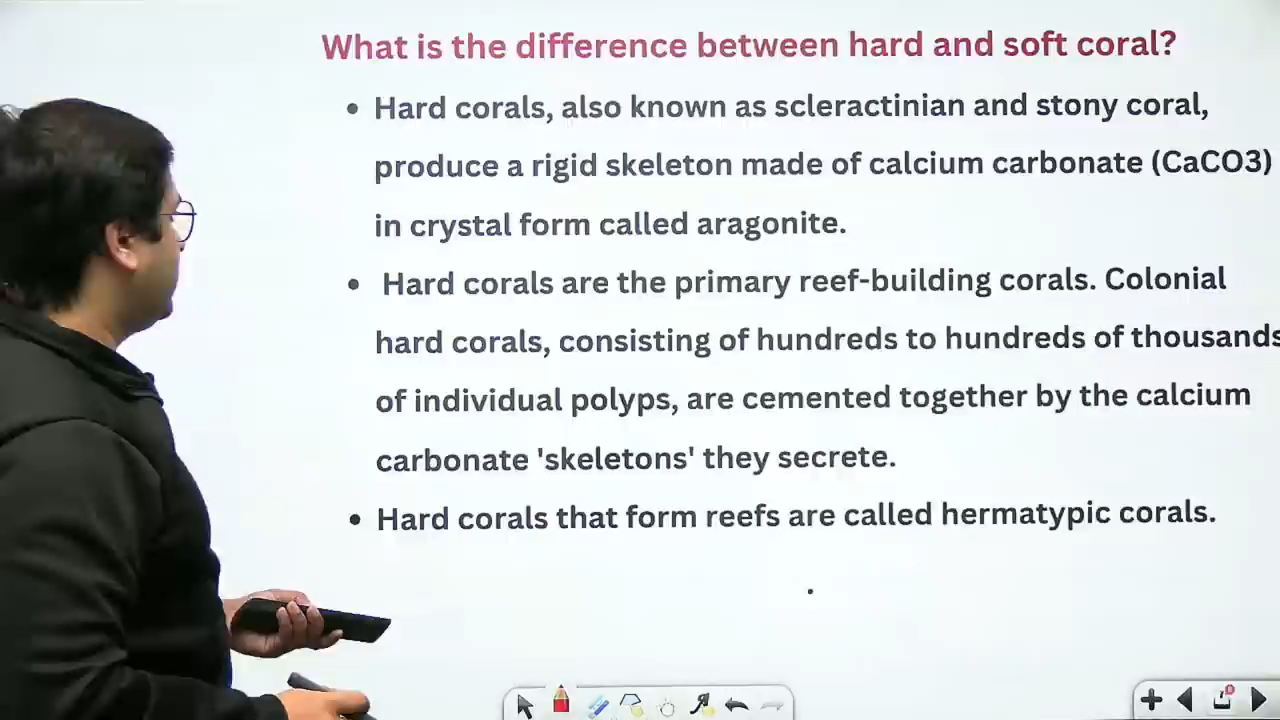 What is the difference between hard and soft coral?
• Hard corals, also known as scleractinian and stony coral,
produce a rigid skeleton made of calcium carbonate (CaCO3)
in crystal form called aragonite.
• Hard corals are the primary reef-building corals. Colonial
hard corals, consisting of hundreds to hundreds of thousands
of individual polyps, are cemented together by the calcium
carbonate 'skeletons' they secrete.
• Hard corals that form reefs are called hermatypic corals.